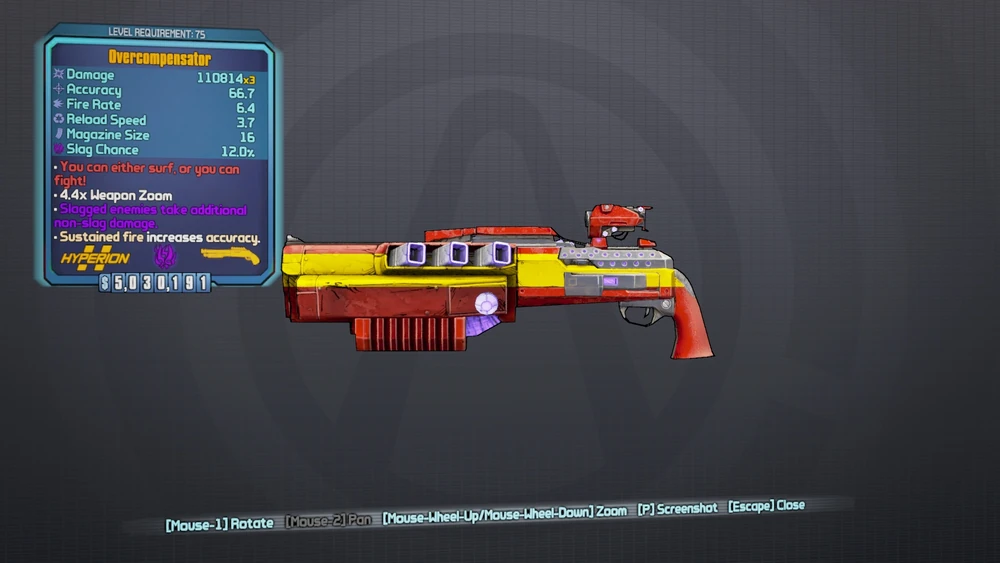 LEVEL REQUIREMENT: 75
Overcompensator
Damage 110814x3
Accuracy 66.7
Fire Rate 6.4
Reload Speed 3.7
Magazine Size 16
Slag Chance 12.0%
• You can either surf, or you can
fight!
• 4.4x Weapon Zoom
• Slagged enemies take additional
non-slag damage.
• Sustained fire increases accuracy.
HYPERION
$5,030,191
[Mouse-1] Rotate [Mouse-2] Pan [Mouse-Wheel-Up/Mouse-Wheel-Down] Zoom [P] Screenshot [Escape] Close